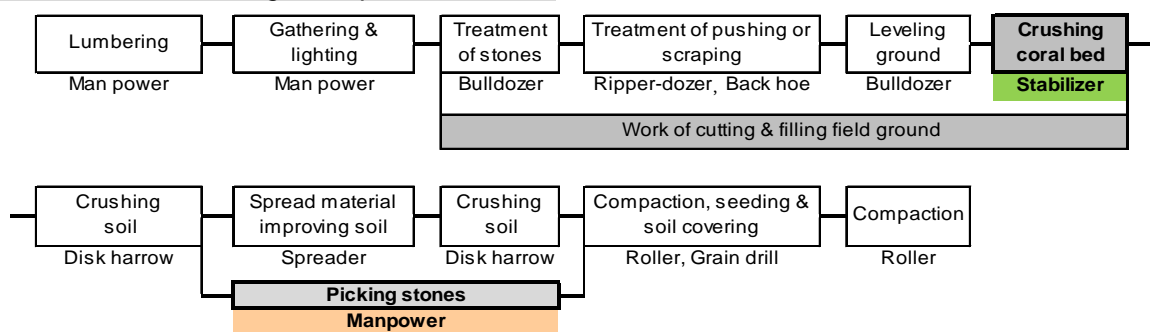 Lumbering
Man power
Gathering &
lighting
Man power
Treatment
of stones
Bulldozer
Treatment of pushing or
scraping
Ripper-dozer, Back hoe
Leveling
ground
Bulldozer
Crushing
coral bed
Stabilizer
Work of cutting & filling field ground
Crushing
soil
Disk harrow
Spread material
improving soil
Spreader
Crushing
soil
Disk harrow
Compaction, seeding &
soil covering
Roller, Grain drill
Compaction
Roller
Picking stones
Manpower